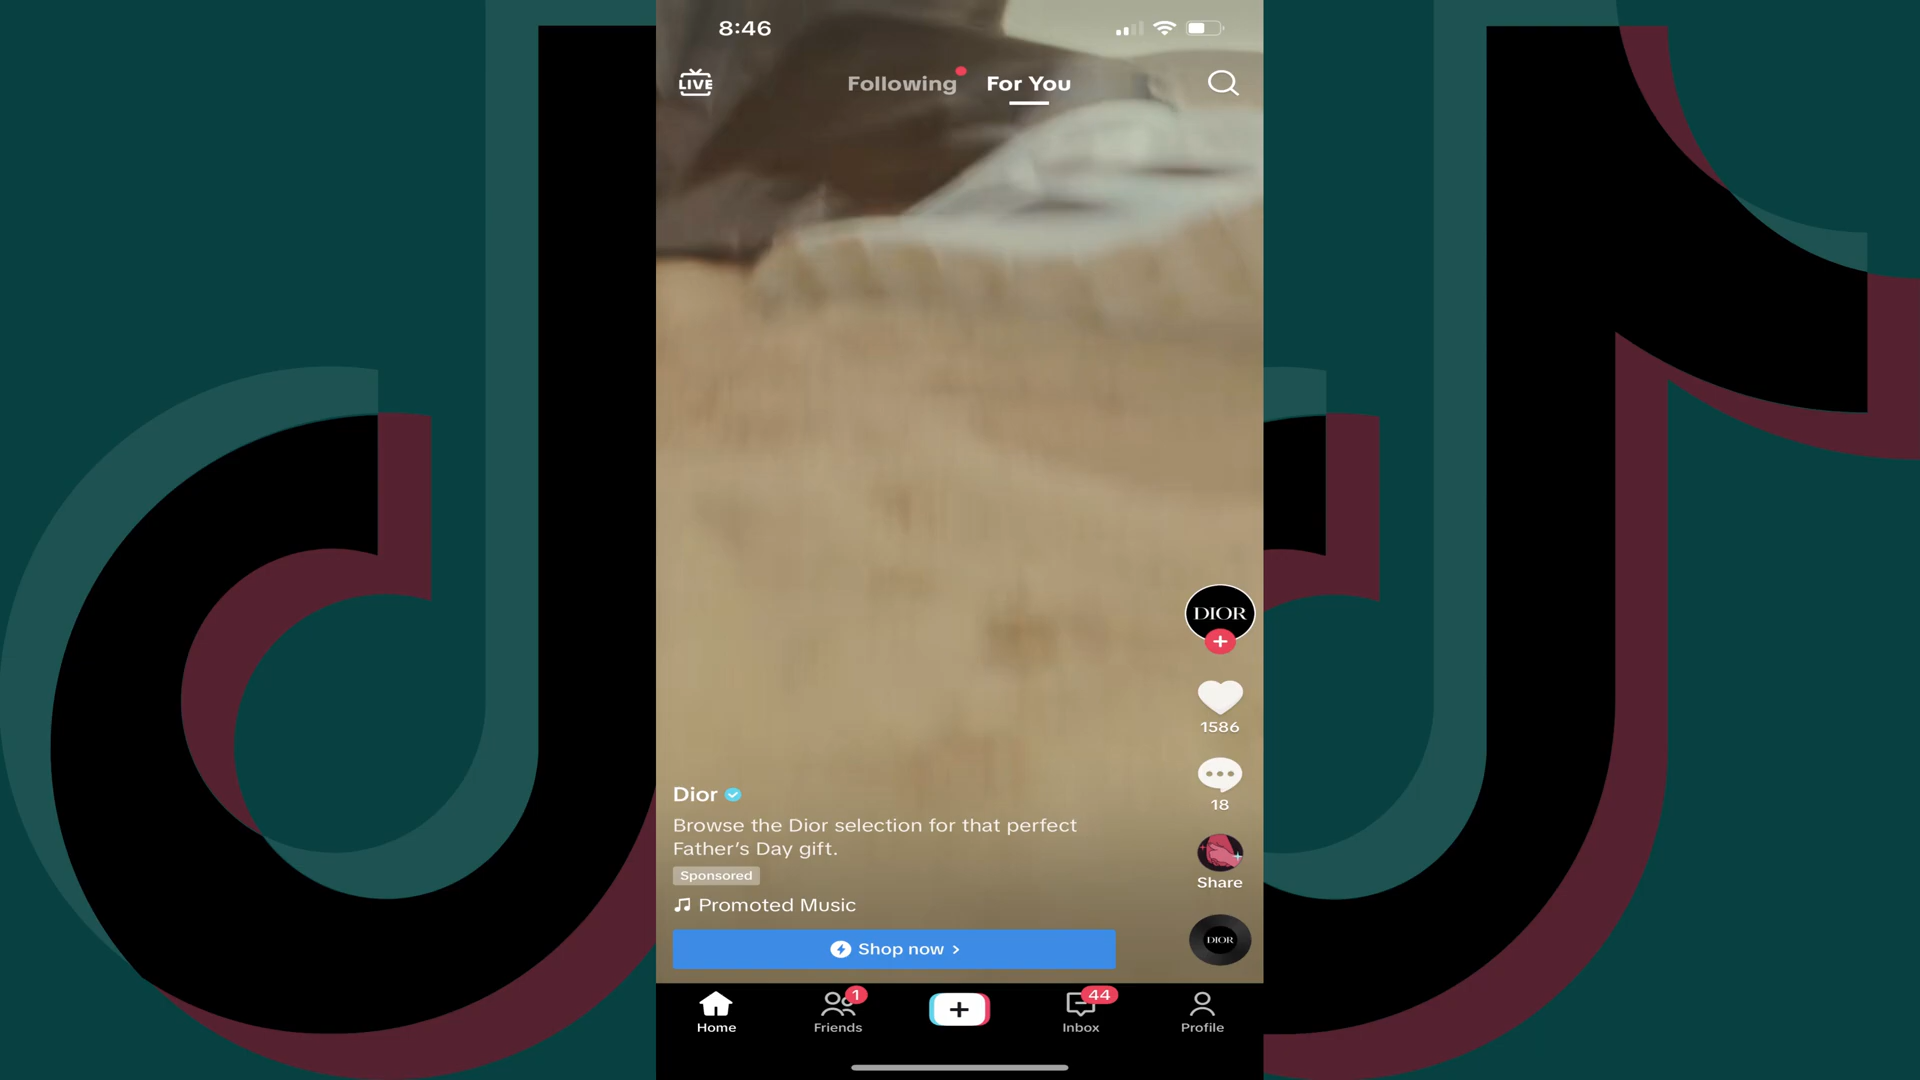 8:46
LIVE
Following
For You
DIOR
1586
18
Dior
Browse the Dior selection for that perfect
Father's Day gift.
Sponsored
Share
Promoted Music
Shop now >
DIOR
1
44
Home
Friends
Inbox
Profile